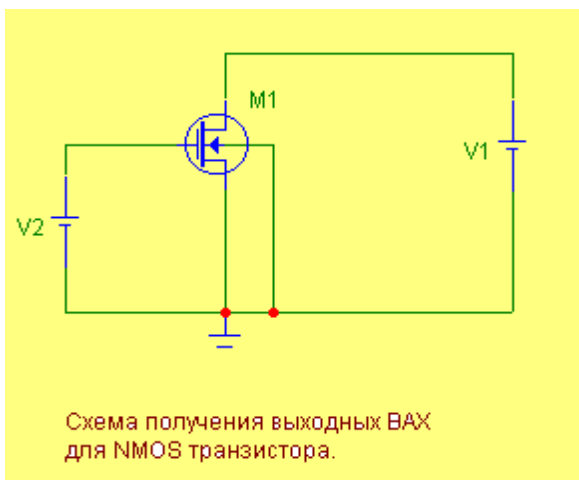 M1
V1
V2
Схема получения выходных ВАХ
для NMOS транзистора.